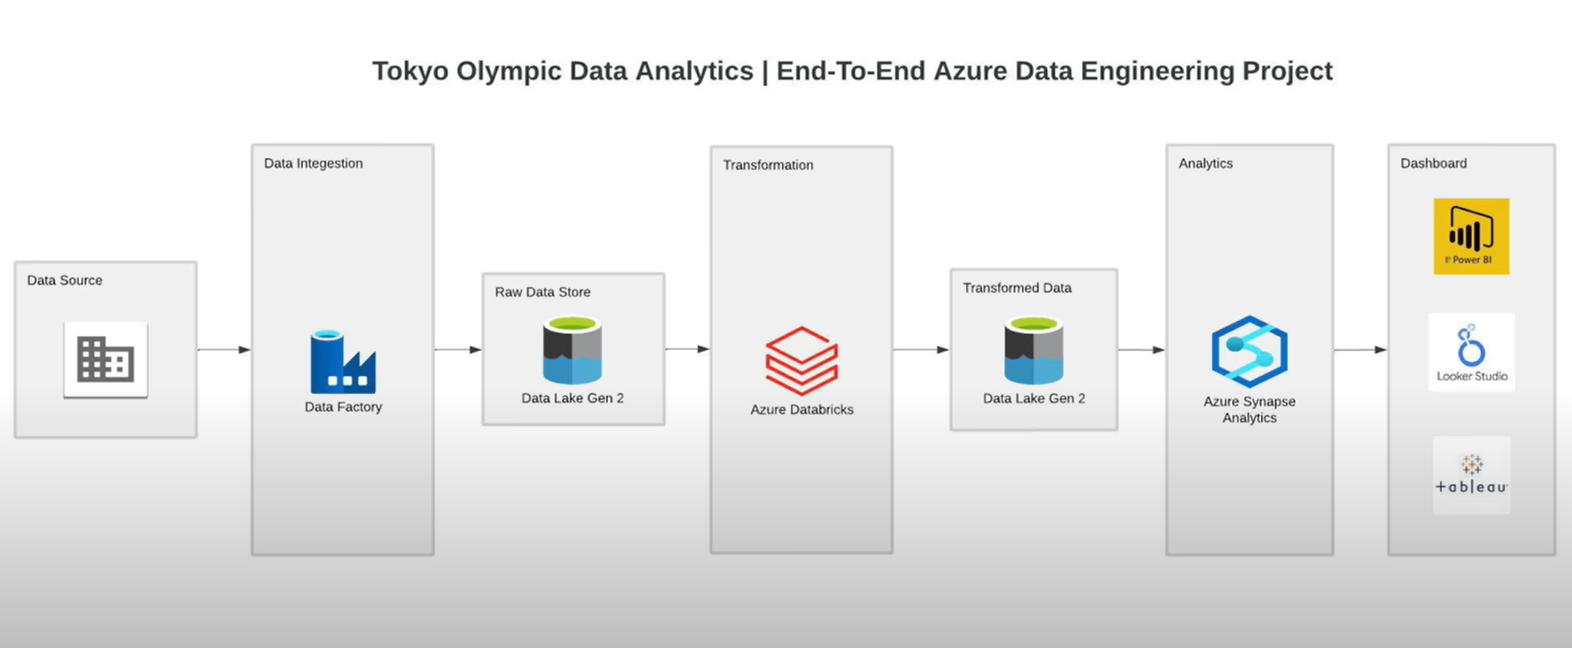 Tokyo Olympic Data Analytics | End-To-End Azure Data Engineering Project
Data Source
Data Integestion
Data Factory
Raw Data Store
Data Lake Gen 2
Transformation
Azure Databricks
Transformed Data
Data Lake Gen 2
Analytics
Azure Synapse
Analytics
Dashboard
Power BI
Looker Studio
+ableau